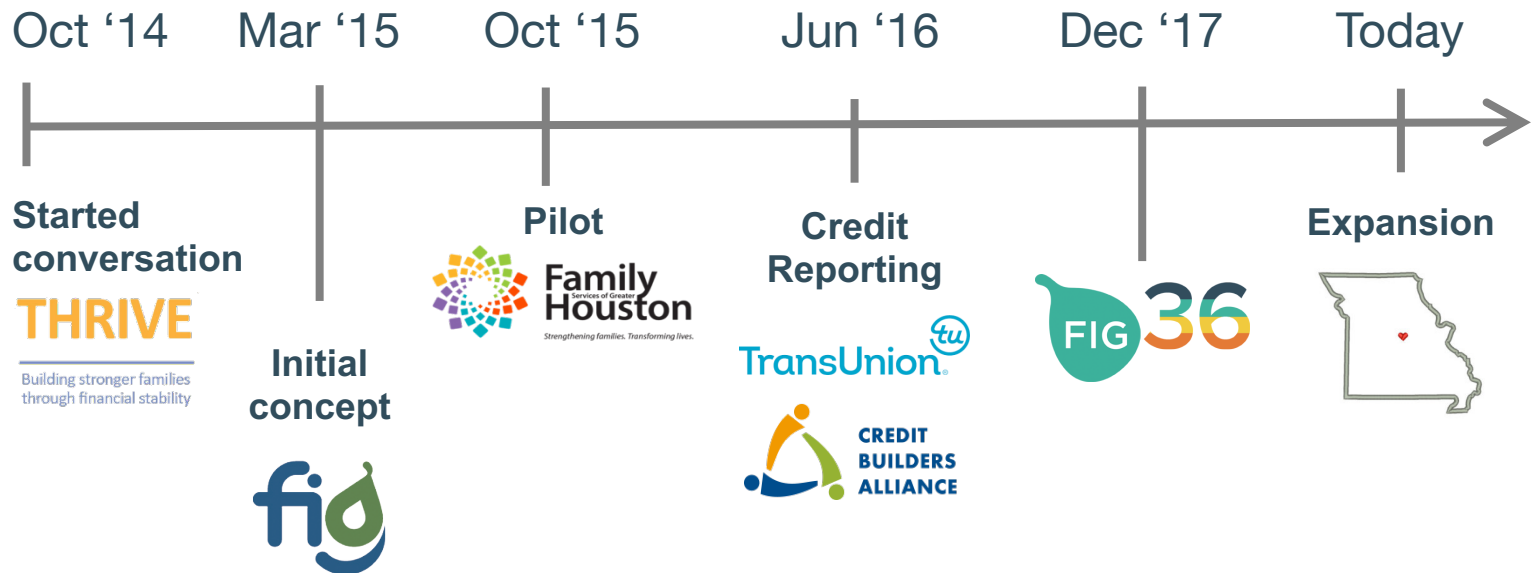 Oct ‘14
Mar ‘15
Oct ‘15
Jun ‘16
Dec ‘17
Today
Started
conversation
THRIVE
Building stronger families
through financial stability
Initial
concept
fig
Pilot
Family
Services of Greater
Houston
Strengthening families. Transforming lives.
Credit
Reporting
tu
TransUnion®
CREDIT
BUILDERS
ALLIANCE
FIG
36
Expansion